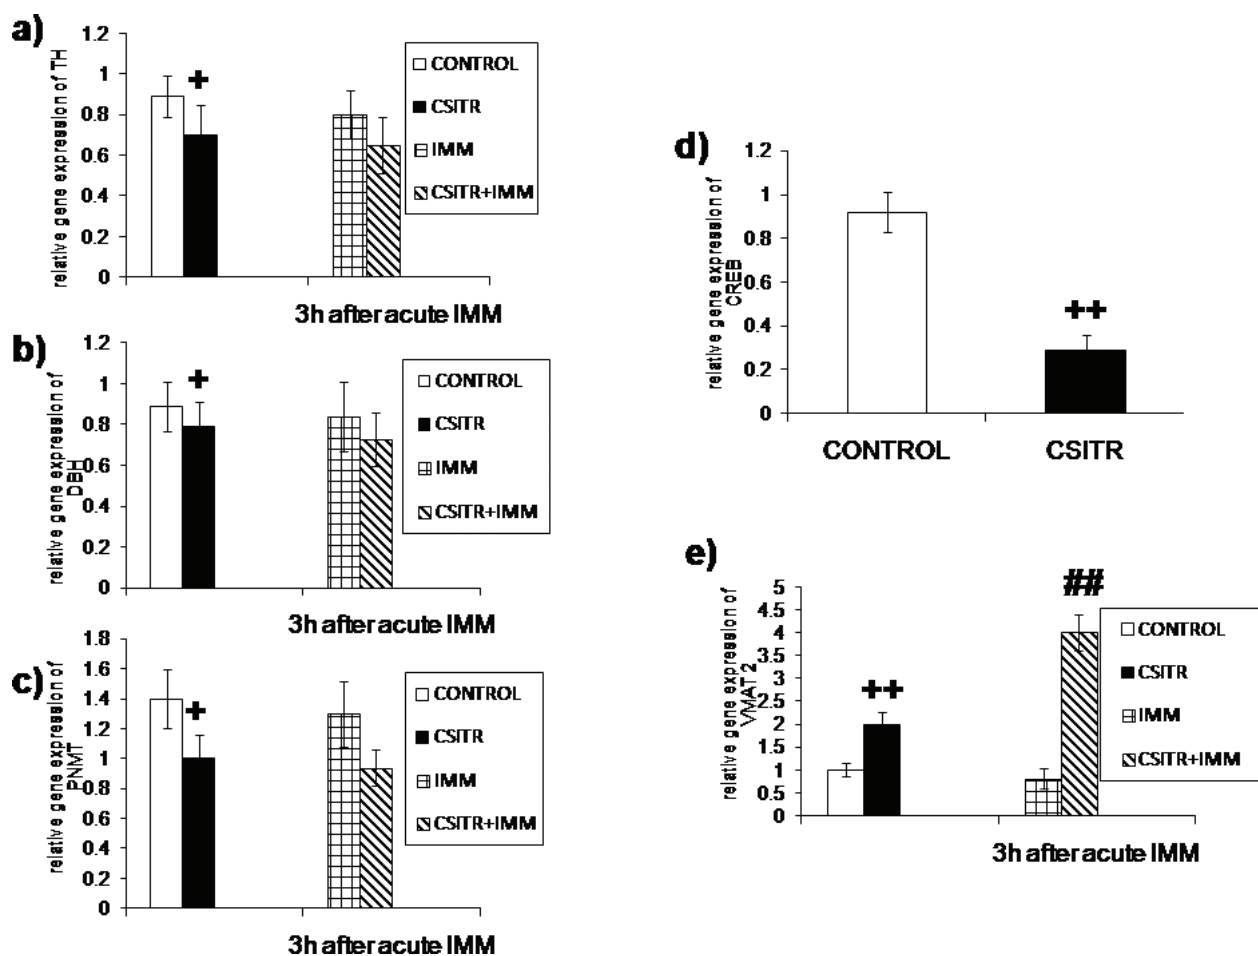 a)
relative gene expression of TH
1.2
1
0.8
0.6
0.4
0.2
0
+
CONTROL
CSITR
IMM
CSITR+IMM
3h after acute IMM
b)
relative gene expression of
DBH
1.2
1
0.8
0.6
0.4
0.2
0
+
CONTROL
CSITR
IMM
CSITR+IMM
3h after acute IMM
c)
relative gene expression of
PNMT
1.8
1.6
1.4
1.2
1
0.8
0.6
0.4
0.2
0
+
CONTROL
CSITR
IMM
CSITR+IMM
3h after acute IMM
d)
relative gene expression of
CREB
1.2
1
0.8
0.6
0.4
0.2
0
++
CONTROL CSITR
e)
relative gene expression of
VMAT 2
5
4.5
4
3.5
3
2.5
2
1.5
1
0.5
0
++
##
CONTROL
CSITR
IMM
CSITR+IMM
3h after acute IMM